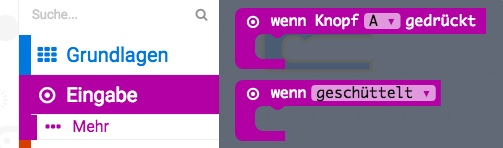 Suche...
Grundlagen
Eingabe
Mehr
wenn Knopf A gedrückt
wenn geschüttelt